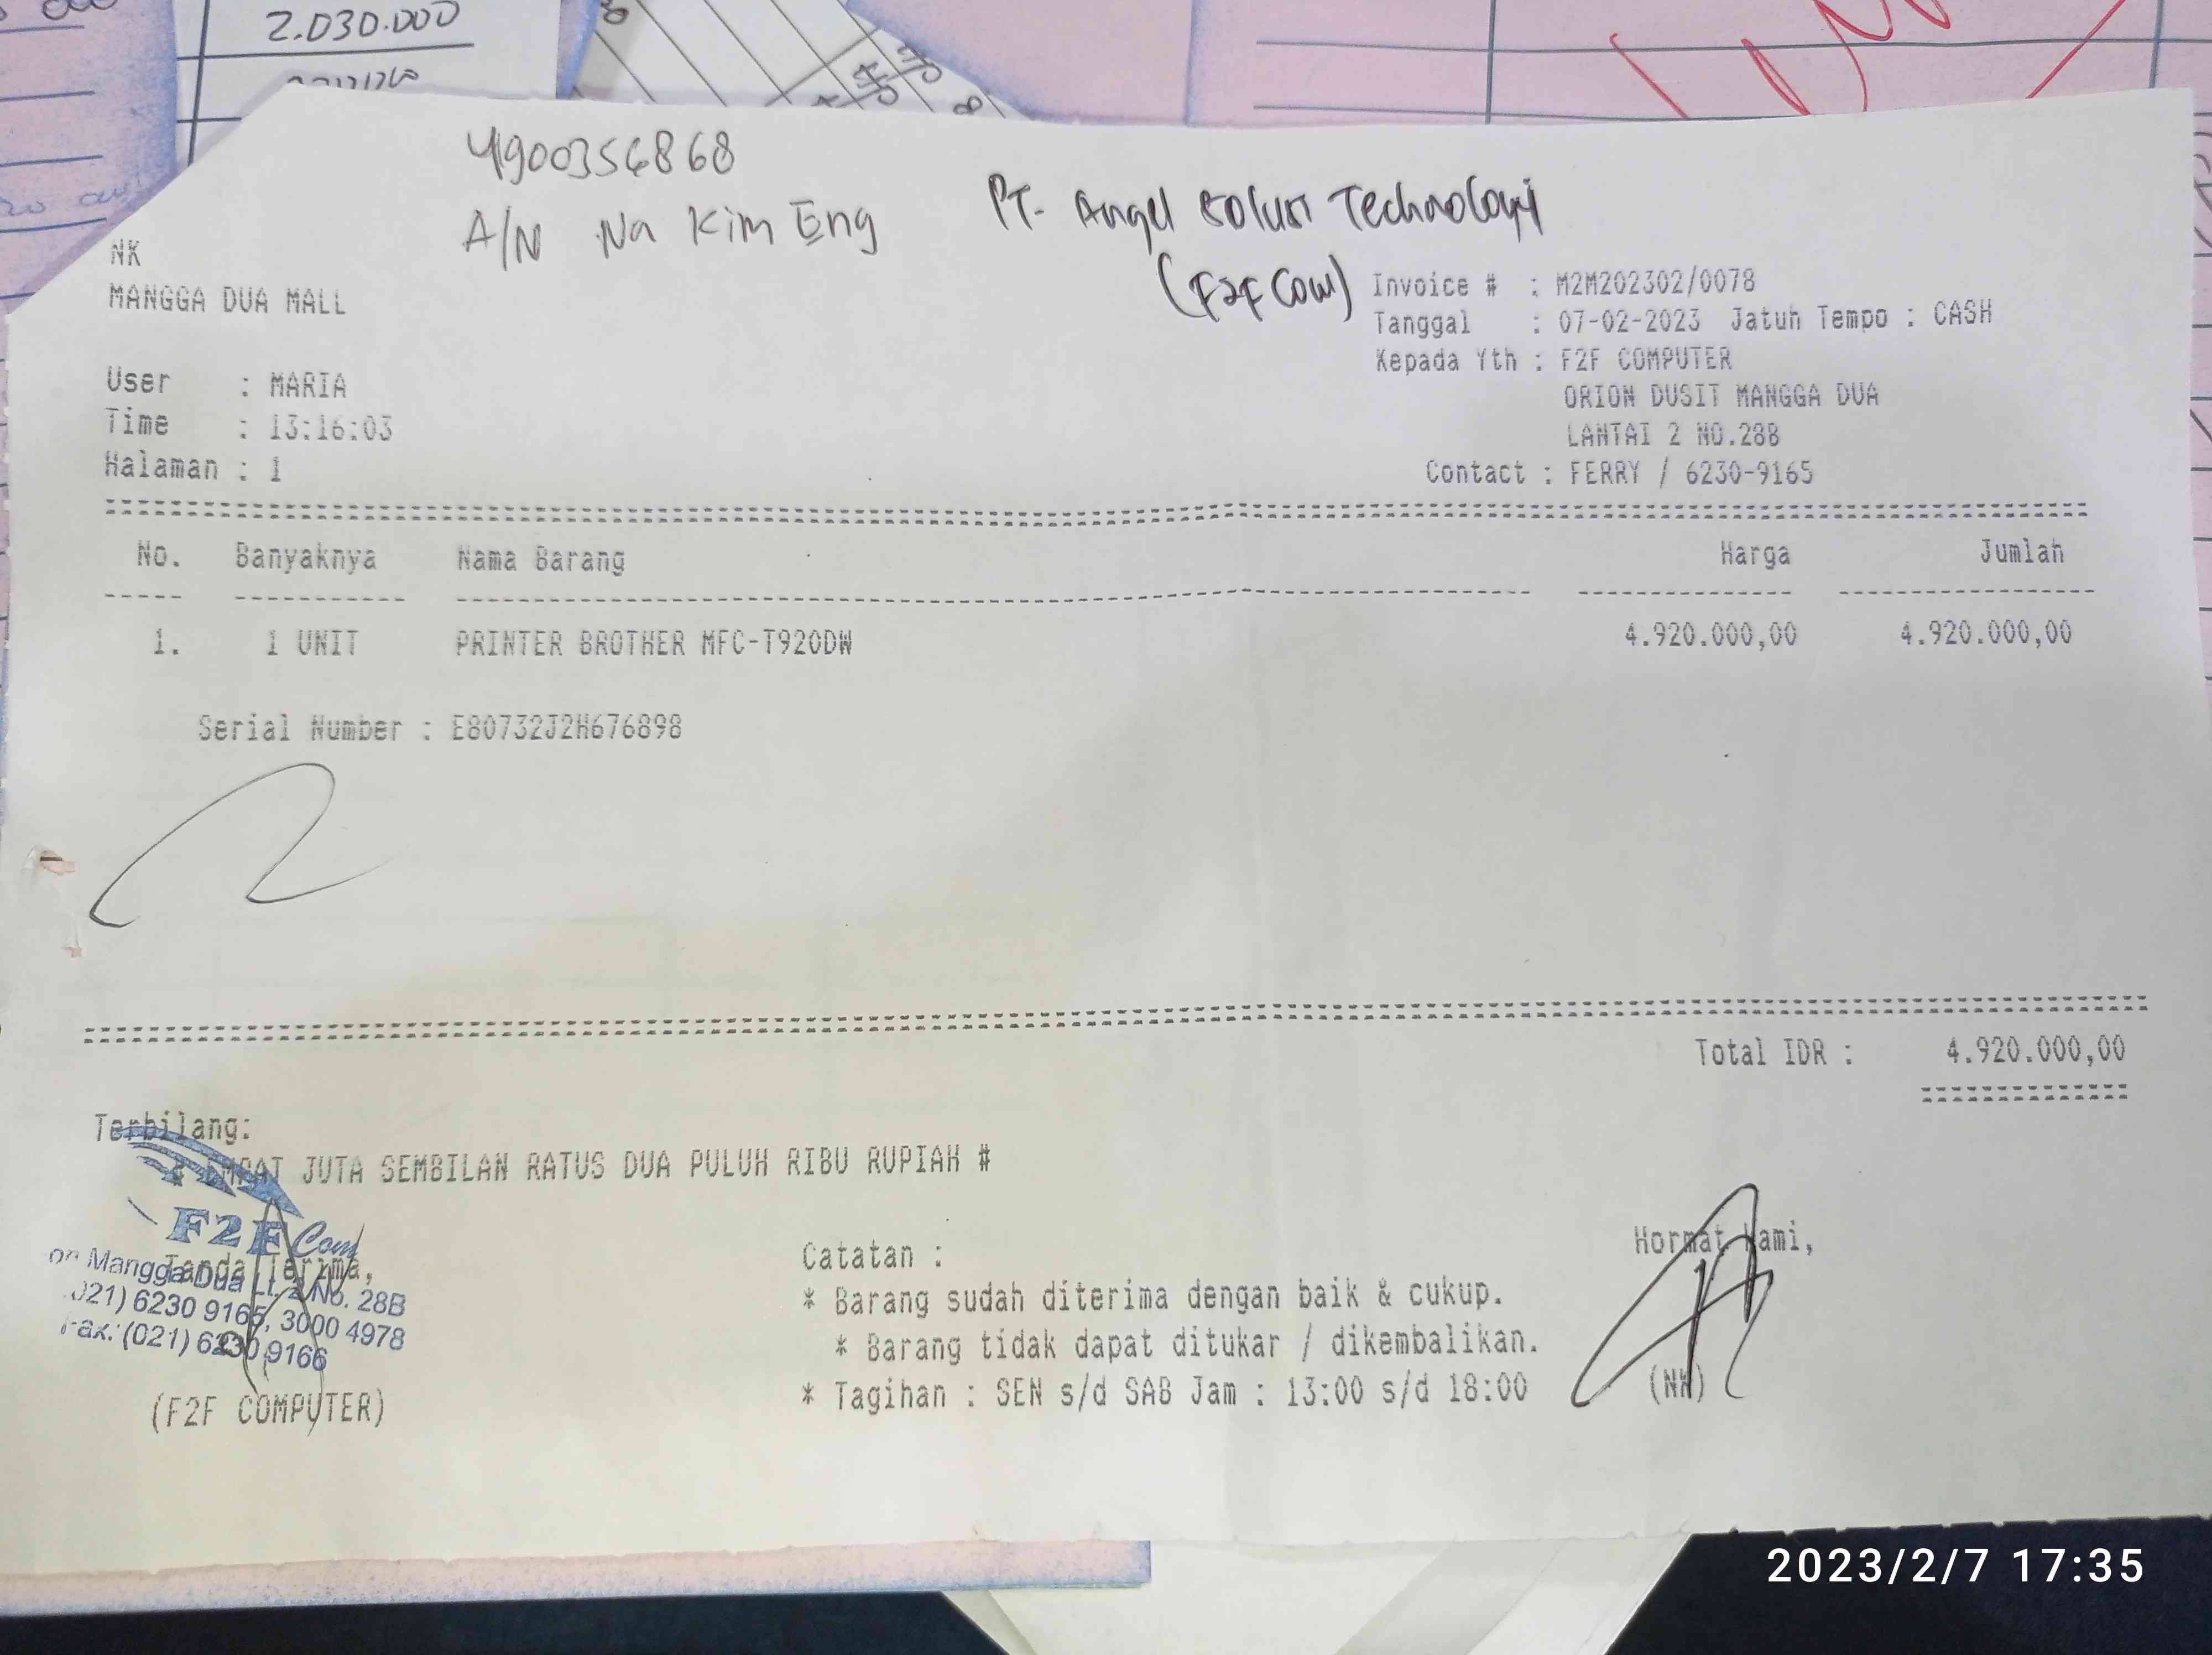 2.030.000
4900356868
A/N Na Kim Eng
PT. Angel Solusi Technologi
(F2F Com)
NK
MANGGA DUA MALL
Invoice # : M2M202302/0078
Tanggal : 07-02-2023 Jatuh Tempo : CASH
Kepada Yth : F2F COMPUTER
ORION DUSIT MANGGA DUA
LANTAI 2 NO.28B
Contact : FERRY / 6230-9165
User : MARIA
Time : 13:16:03
Halaman : 1
No. Banyaknya Nama Barang Harga Jumlah
1. 1 UNIT PRINTER BROTHER MFC-T920DW 4.920.000,00 4.920.000,00
Serial Number : E80732J2H676898
Total IDR : 4.920.000,00
Terbilang:
# EMPAT JUTA SEMBILAN RATUS DUA PULUH RIBU RUPIAH #
F2F Com
on Mangga Dua Lt. 2 No. 28B
021) 6230 9165, 3000 4978
Fax. (021) 6230 9166
Tanda Terima,
(F2F COMPUTER)
Catatan :
* Barang sudah diterima dengan baik & cukup.
* Barang tidak dapat ditukar / dikembalikan.
* Tagihan : SEN s/d SAB Jam : 13:00 s/d 18:00
Hormat Kami,
(NK)
2023/2/7 17:35